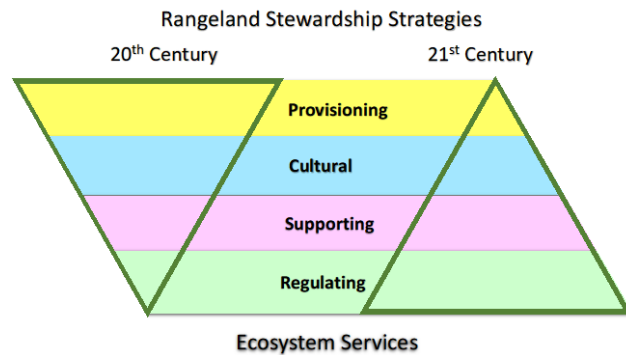 Rangeland Stewardship Strategies
20th Century
21st Century
Provisioning
Cultural
Supporting
Regulating
Ecosystem Services